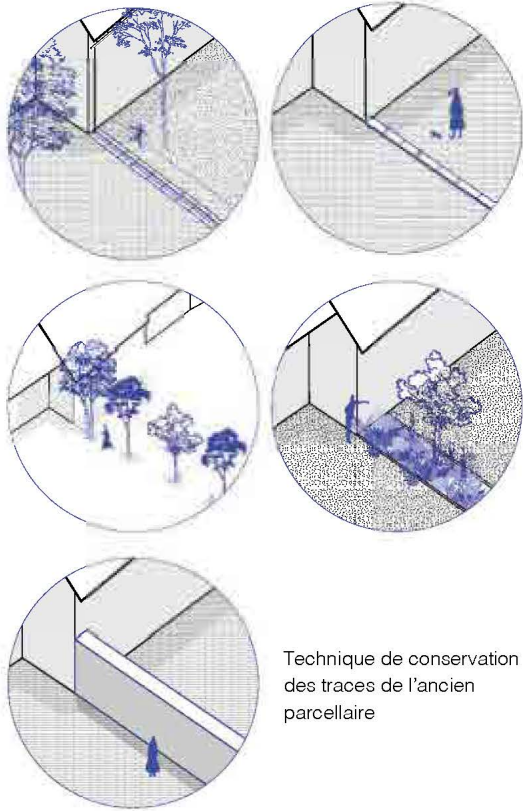 Technique de conservation
des traces de l'ancien
parcellaire